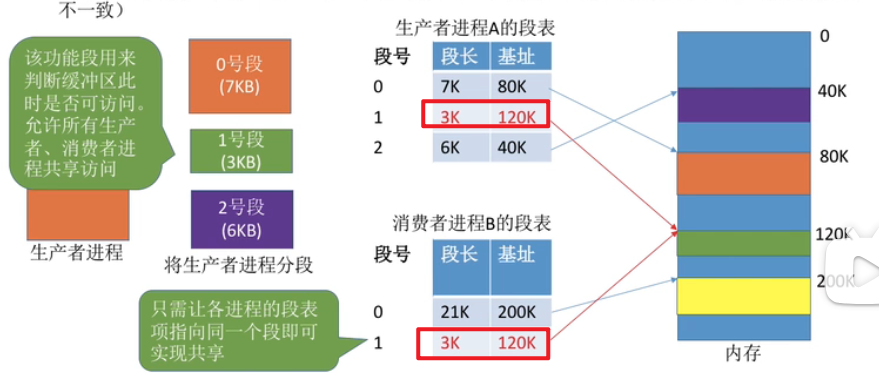 不一致）
该功能段用来
判断缓冲区此
时是否可访问。
允许所有生产
者、消费者进
程共享访问
生产者进程
0号段
(7KB)
1号段
(3KB)
2号段
(6KB)
将生产者进程分段
只需让各进程的段表
项指向同一个段即可
实现共享
生产者进程A的段表
段号 段长 基址
0 7K 80K
1 3K 120K
2 6K 40K
消费者进程B的段表
段号 段长 基址
0 21K 200K
1 3K 120K
0
40K
80K
120K
200K
内存